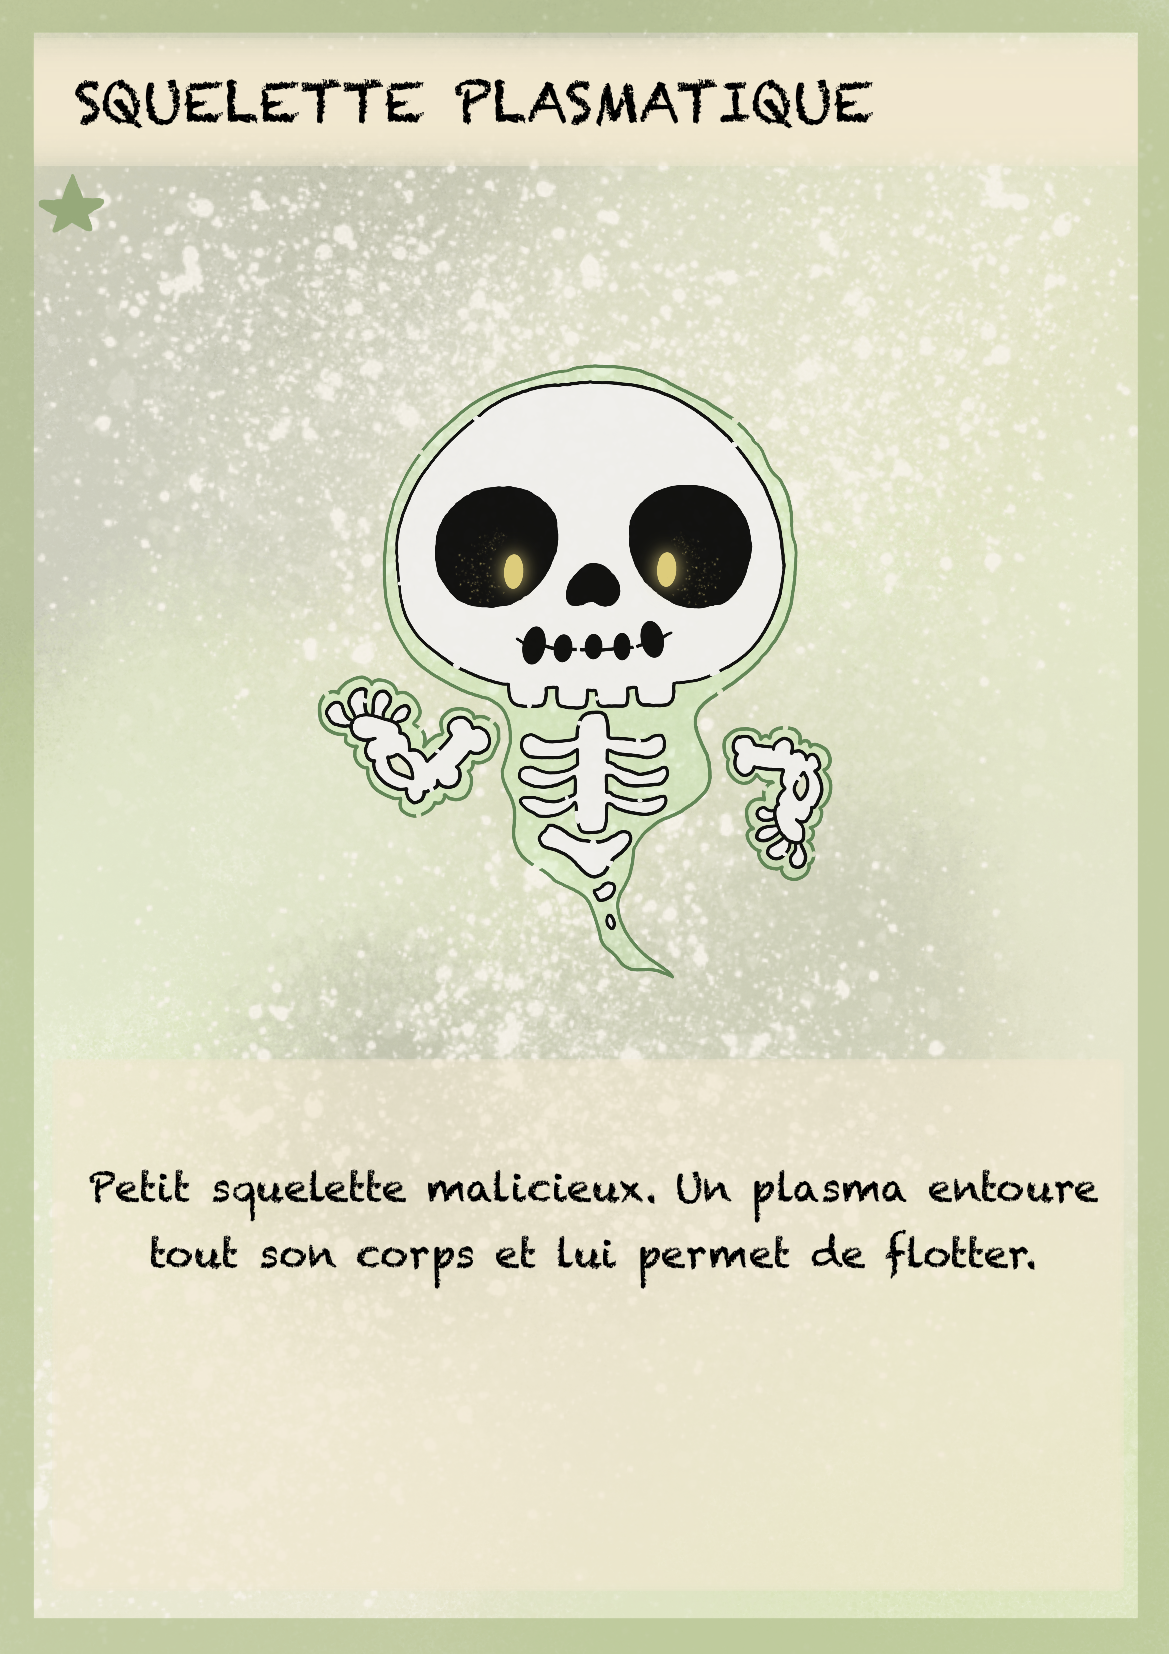 SQUELETTE PLASMATIQUE
Petit squelette malicieux. Un plasma entoure
tout son corps et lui permet de flotter.